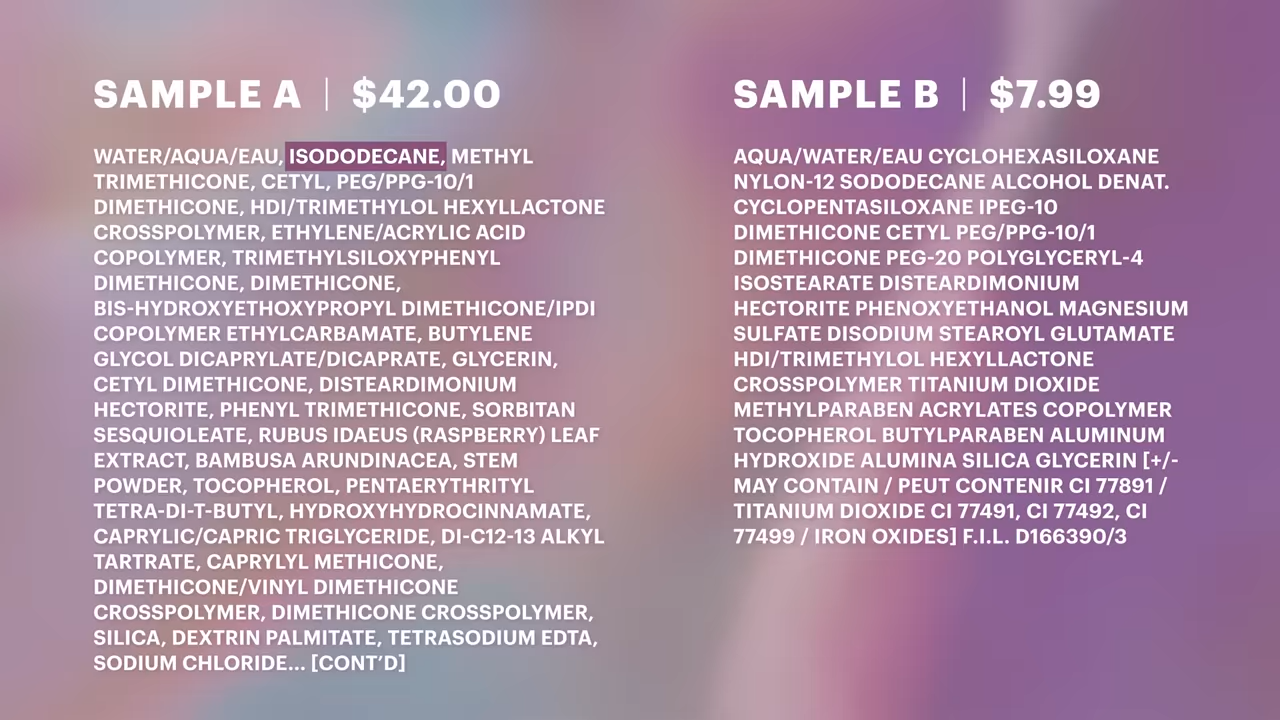 SAMPLE A | $42.00
WATER/AQUA/EAU, ISODODECANE, METHYL
TRIMETHICONE, CETYL, PEG/PPG-10/1
DIMETHICONE, HDI/TRIMETHYLOL HEXYLLACTONE
CROSSPOLYMER, ETHYLENE/ACRYLIC ACID
COPOLYMER, TRIMETHYLSILOXYPHENYL
DIMETHICONE, DIMETHICONE,
BIS-HYDROXYETHOXYPROPYL DIMETHICONE/IPDI
COPOLYMER ETHYLCARBAMATE, BUTYLENE
GLYCOL DICAPRYLATE/DICAPRATE, GLYCERIN,
CETYL DIMETHICONE, DISTEARDIMONIUM
HECTORITE, PHENYL TRIMETHICONE, SORBITAN
SESQUIOLEATE, RUBUS IDAEUS (RASPBERRY) LEAF
EXTRACT, BAMBUSA ARUNDINACEA, STEM
POWDER, TOCOPHEROL, PENTAERYTHRITYL
TETRA-DI-T-BUTYL, HYDROXYHYDROCINNAMATE,
CAPRYLIC/CAPRIC TRIGLYCERIDE, DI-C12-13 ALKYL
TARTRATE, CAPRYLYL METHICONE,
DIMETHICONE/VINYL DIMETHICONE
CROSSPOLYMER, DIMETHICONE CROSSPOLYMER,
SILICA, DEXTRIN PALMITATE, TETRASODIUM EDTA,
SODIUM CHLORIDE... [CONT'D]
SAMPLE B | $7.99
AQUA/WATER/EAU CYCLOHEXASILOXANE
NYLON-12 SODODECANE ALCOHOL DENAT.
CYCLOPENTASILOXANE IPEG-10
DIMETHICONE CETYL PEG/PPG-10/1
DIMETHICONE PEG-20 POLYGLYCERYL-4
ISOSTEARATE DISTEARDIMONIUM
HECTORITE PHENOXYETHANOL MAGNESIUM
SULFATE DISODIUM STEAROYL GLUTAMATE
HDI/TRIMETHYLOL HEXYLLACTONE
CROSSPOLYMER TITANIUM DIOXIDE
METHYLPARABEN ACRYLATES COPOLYMER
TOCOPHEROL BUTYLPARABEN ALUMINUM
HYDROXIDE ALUMINA SILICA GLYCERIN [+/-
MAY CONTAIN / PEUT CONTENIR CI 77891 /
TITANIUM DIOXIDE CI 77491, CI 77492, CI
77499 / IRON OXIDES] F.I.L. D166390/3